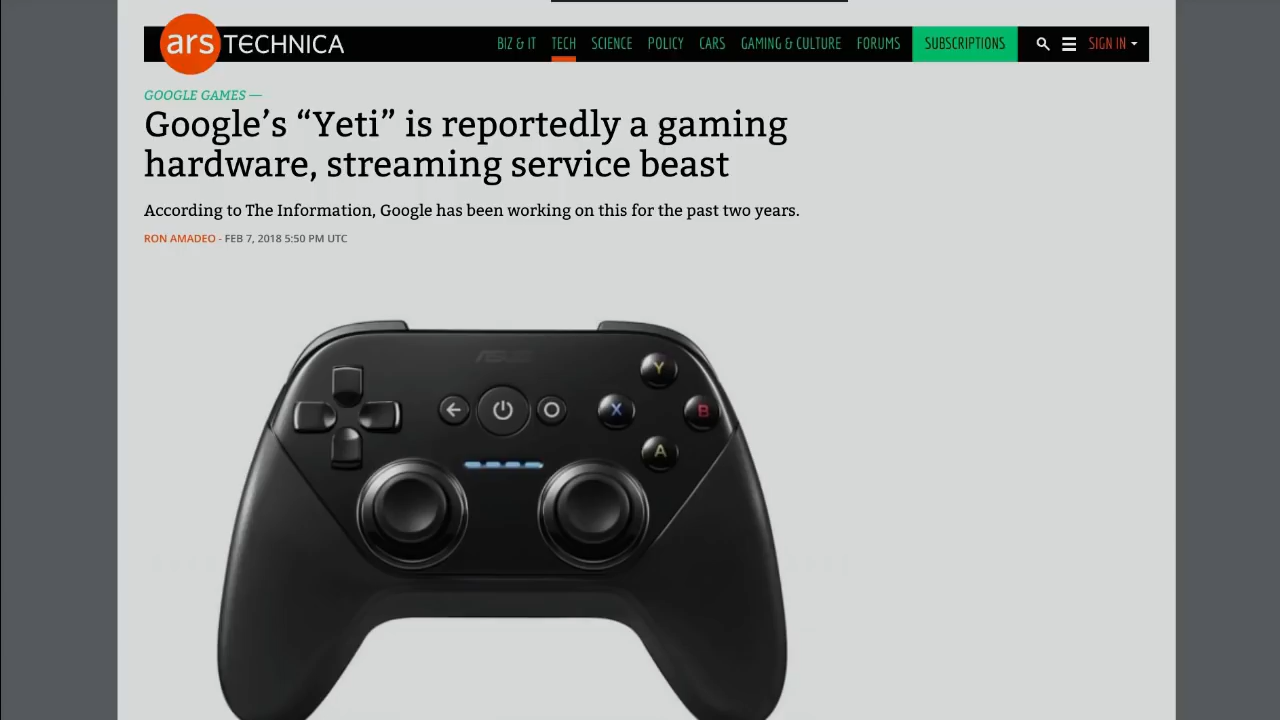 ars TECHNICA
BIZ & IT TECH SCIENCE POLICY CARS GAMING & CULTURE FORUMS SUBSCRIPTIONS SIGN IN
GOOGLE GAMES —
Google’s “Yeti” is reportedly a gaming
hardware, streaming service beast
According to The Information, Google has been working on this for the past two years.
RON AMADEO - FEB 7, 2018 5:50 PM UTC
ASUS
Y
X B
A